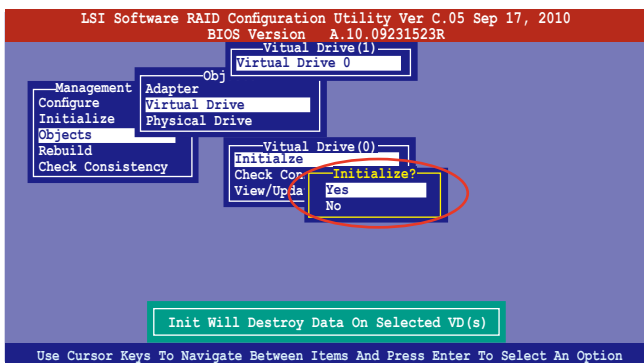 LSI Software RAID Configuration Utility Ver C.05 Sep 17, 2010
BIOS Version A.10.09231523R
Vitual Drive(1)
Virtual Drive 0
Obj
Adapter
Virtual Drive
Physical Drive
Management
Configure
Initialize
Objects
Rebuild
Check Consistency
Vitual Drive(0)
Initialze
Check Con
View/Upda
Initialize?
Yes
No
Init Will Destroy Data On Selected VD(s)
Use Cursor Keys To Navigate Between Items And Press Enter To Select An Option